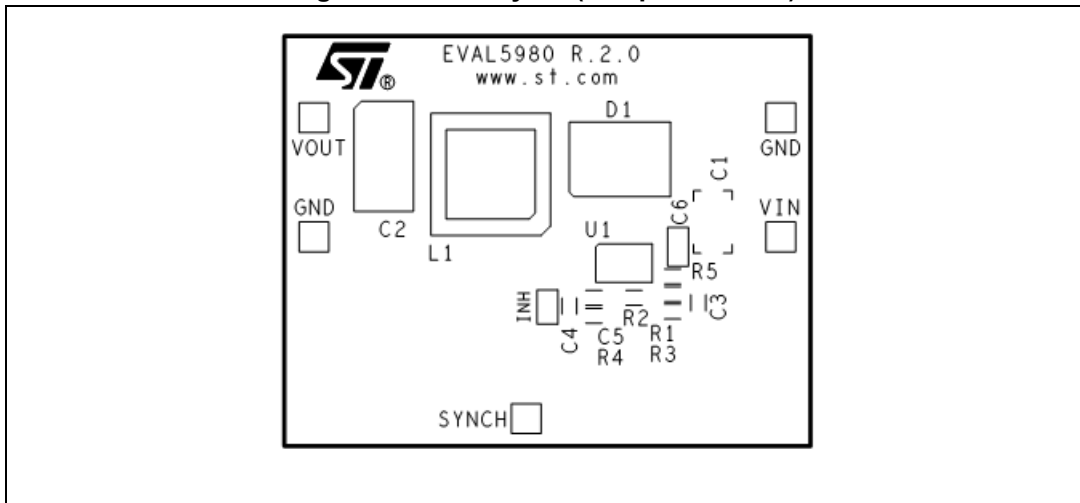 ST®
EVAL5980 R.2.0
www.st.com
D1
VOUT
GND
C1
GND
C6
VIN
C2
U1
L1
R5
INH
C3
R2
C4
C5
R1
R4
R3
SYNCH